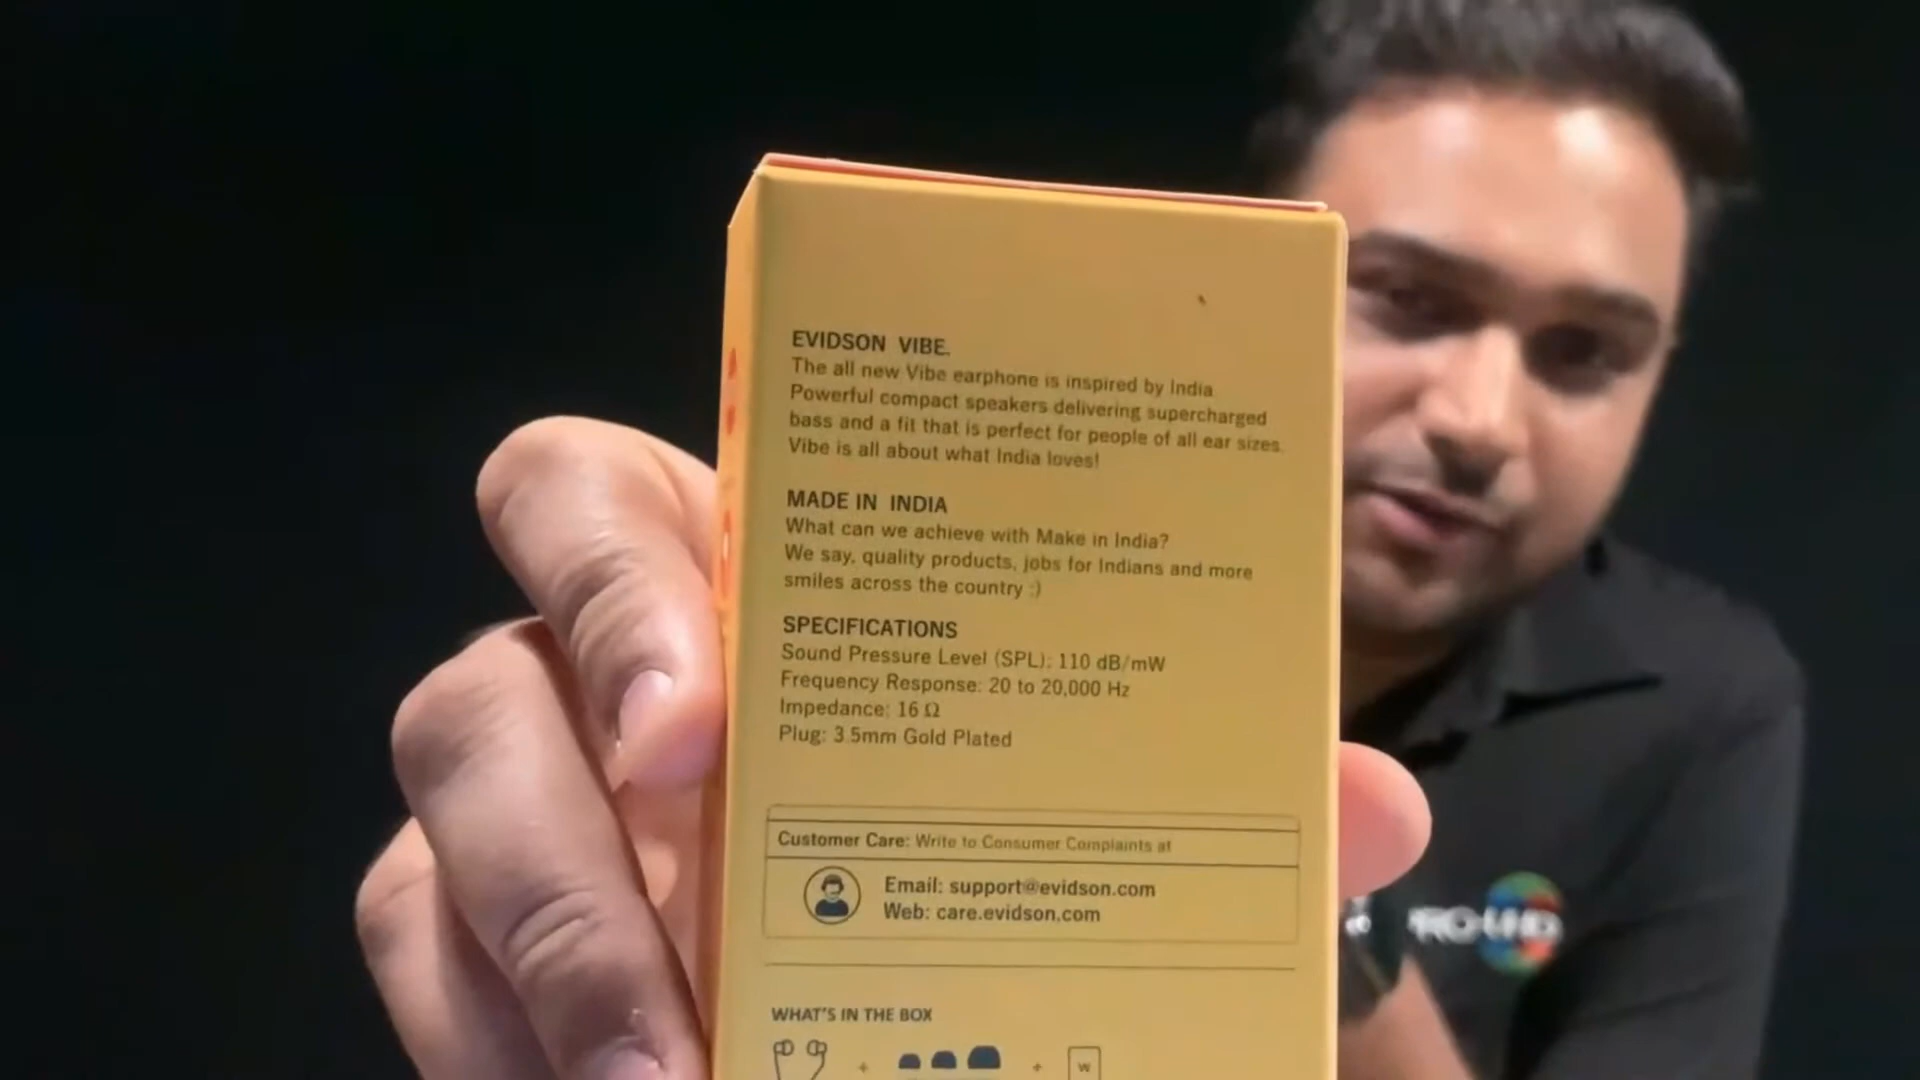 EVIDSON VIBE.
The all new Vibe earphone is inspired by India
Powerful compact speakers delivering supercharged
bass and a fit that is perfect for people of all ear sizes.
Vibe is all about what India loves!
MADE IN INDIA
What can we achieve with Make in India?
We say, quality products, jobs for Indians and more
smiles across the country :)
SPECIFICATIONS
Sound Pressure Level (SPL): 110 dB/mW
Frequency Response: 20 to 20,000 Hz
Impedance: 16 Ω
Plug: 3.5mm Gold Plated
Customer Care: Write to Consumer Complaints at
Email: support@evidson.com
Web: care.evidson.com
WHAT'S IN THE BOX
+ + W